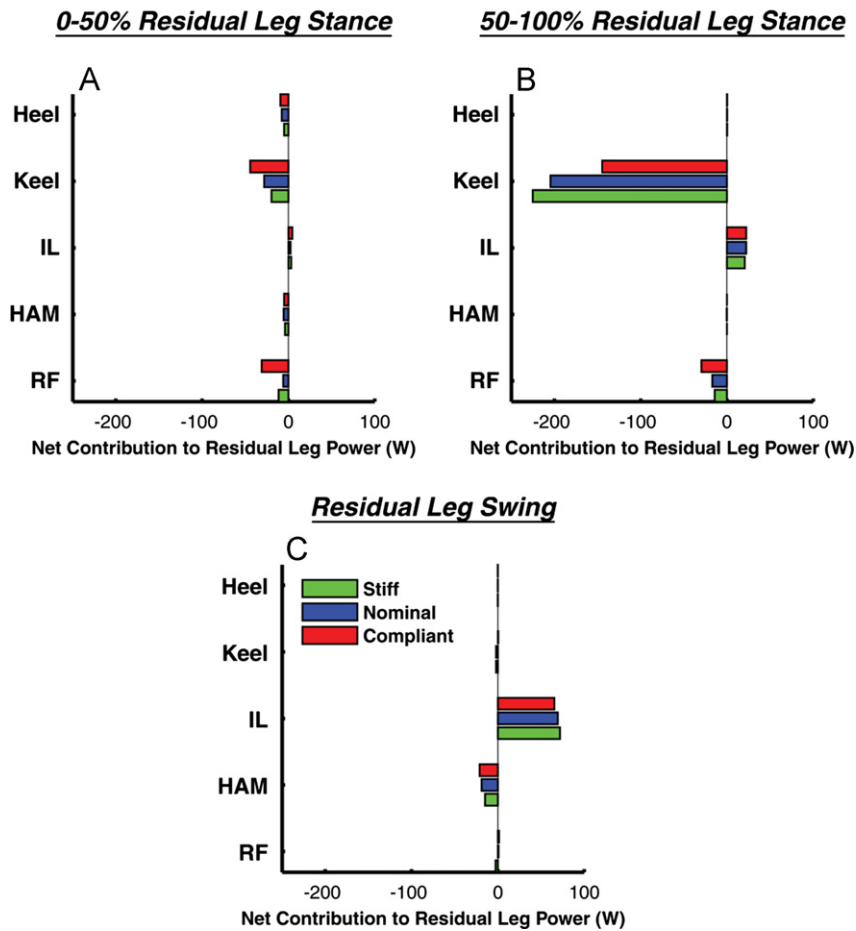 0-50% Residual Leg Stance
A
Heel
Keel
IL
HAM
RF
-200 -100 0 100
Net Contribution to Residual Leg Power (W)
50-100% Residual Leg Stance
B
Heel
Keel
IL
HAM
RF
-200 -100 0 100
Net Contribution to Residual Leg Power (W)
Residual Leg Swing
C
Stiff
Nominal
Compliant
Heel
Keel
IL
HAM
RF
-200 -100 0 100
Net Contribution to Residual Leg Power (W)